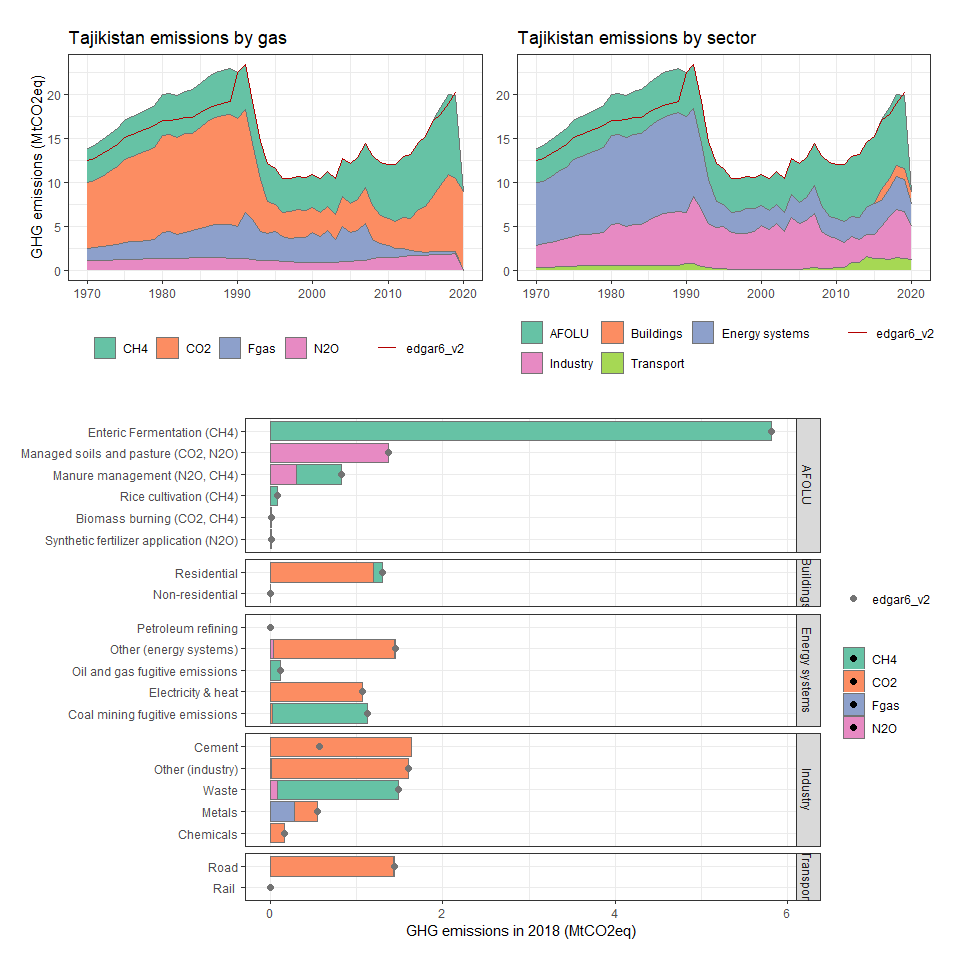 Tajikistan emissions by gas
GHG emissions (MtCO2eq)
20
15
10
5
0
1970 1980 1990 2000 2010 2020
CH4 CO2 Fgas N2O edgar6_v2
Tajikistan emissions by sector
20
15
10
5
0
1970 1980 1990 2000 2010 2020
AFOLU Buildings Energy systems edgar6_v2
Industry Transport
Enteric Fermentation (CH4)
Managed soils and pasture (CO2, N2O)
Manure management (N2O, CH4)
Rice cultivation (CH4)
Biomass burning (CO2, CH4)
Synthetic fertilizer application (N2O)
AFOLU
Residential
Non-residential
Buildings
Petroleum refining
Other (energy systems)
Oil and gas fugitive emissions
Electricity & heat
Coal mining fugitive emissions
Energy systems
Cement
Other (industry)
Waste
Metals
Chemicals
Industry
Road
Rail
Transpor
0 2 4 6
GHG emissions in 2018 (MtCO2eq)
edgar6_v2
CH4
CO2
Fgas
N2O